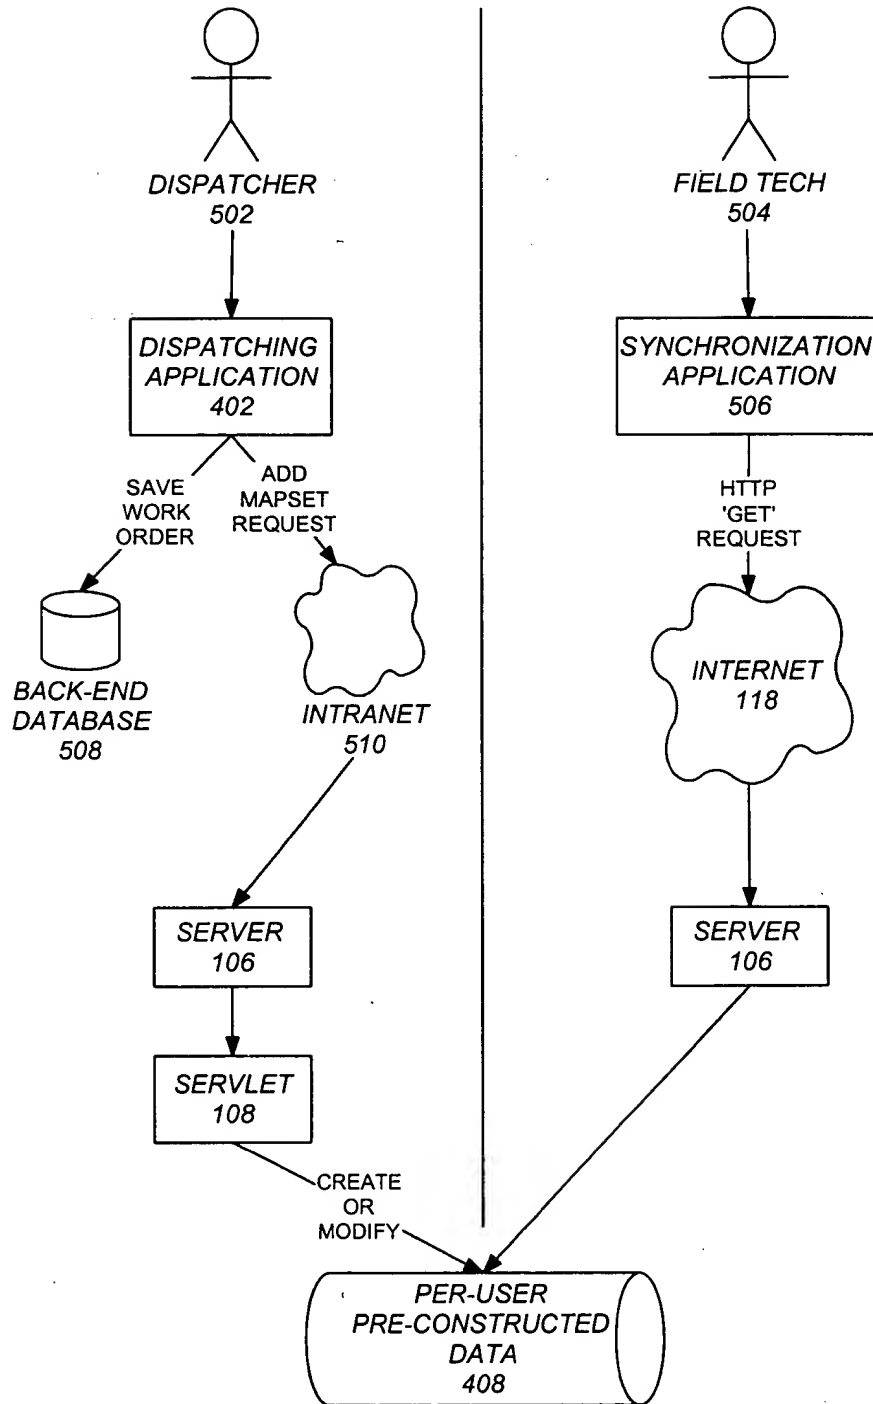 DISPATCHER
502
FIELD TECH
504
DISPATCHING
APPLICATION
402
SYNCHRONIZATION
APPLICATION
506
SAVE
WORK
ORDER
ADD
MAPSET
REQUEST
HTTP
'GET'
REQUEST
BACK-END
DATABASE
508
INTRANET
510
INTERNET
118
SERVER
106
SERVER
106
SERVLET
108
CREATE
OR
MODIFY
PER-USER
PRE-CONSTRUCTED
DATA
408